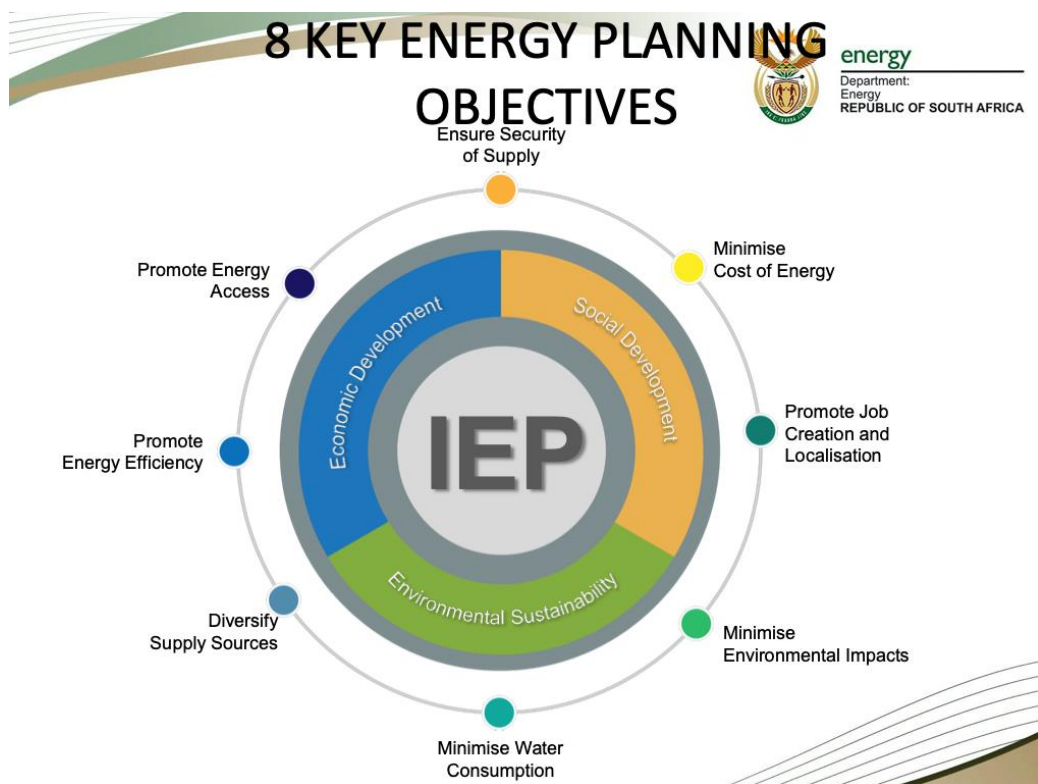 8 KEY ENERGY PLANNING
OBJECTIVES
energy
Department:
Energy
REPUBLIC OF SOUTH AFRICA
Ensure Security
of Supply
Minimise
Cost of Energy
Promote Job
Creation and
Localisation
Minimise
Environmental Impacts
Minimise Water
Consumption
Diversify
Supply Sources
Promote
Energy Efficiency
Promote Energy
Access
Economic Development
Social Development
Environmental Sustainability
IEP